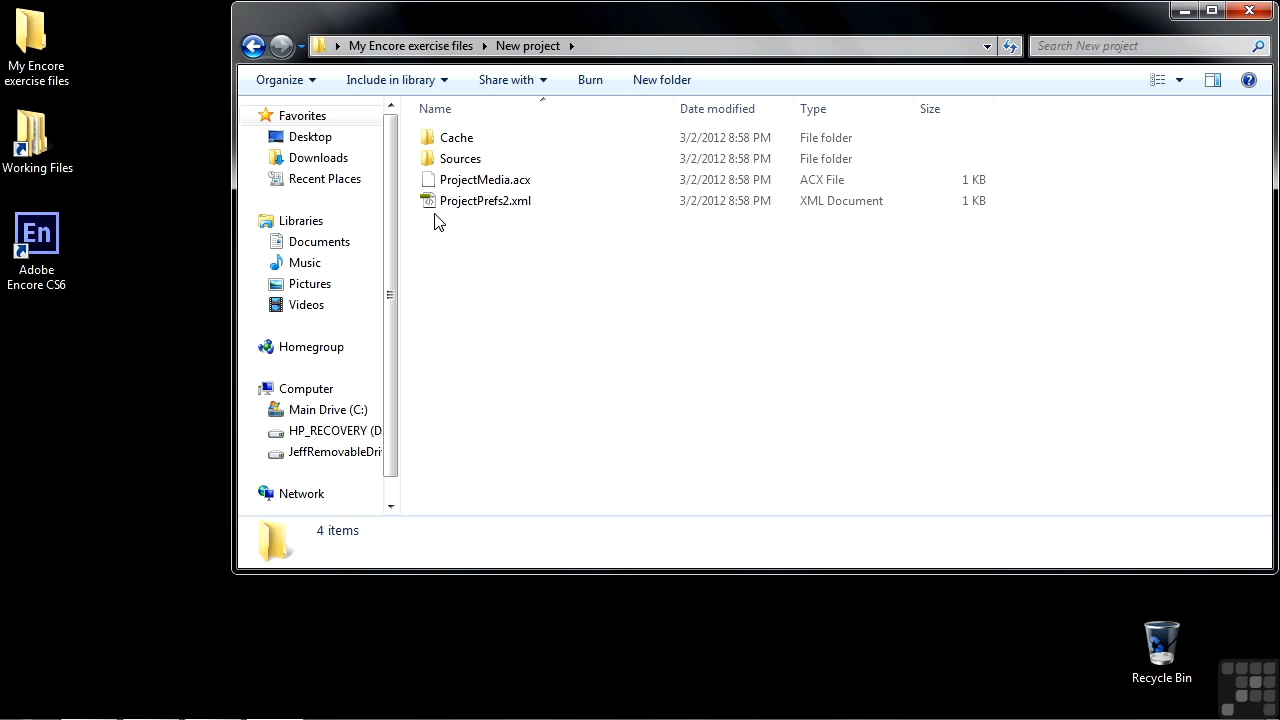 My Encore
exercise files
Working Files
En
Adobe
Encore CS6
My Encore exercise files
New project
Search New project
Organize
Include in library
Share with
Burn
New folder
Favorites
Desktop
Downloads
Recent Places
Libraries
Documents
Music
Pictures
Videos
Homegroup
Computer
Main Drive (C:)
HP_RECOVERY (D
JeffRemovableDri
Network
Name Date modified Type Size
Cache 3/2/2012 8:58 PM File folder
Sources 3/2/2012 8:58 PM File folder
ProjectMedia.acx 3/2/2012 8:58 PM ACX File 1 KB
ProjectPrefs2.xml 3/2/2012 8:58 PM XML Document 1 KB
4 items
Recycle Bin